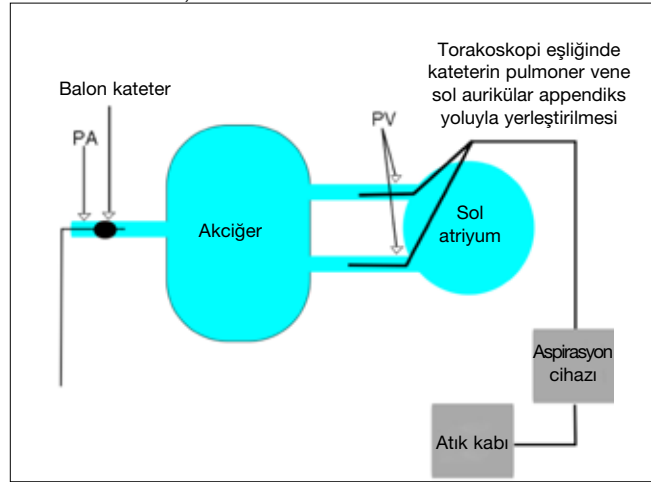 Torakoskopi eşliğinde
kateterin pulmoner vene
sol aurikülar appendiks
yoluyla yerleştirilmesi
Balon kateter
PA
PV
Akciğer
Sol
atriyum
Aspirasyon
cihazı
Atık kabı